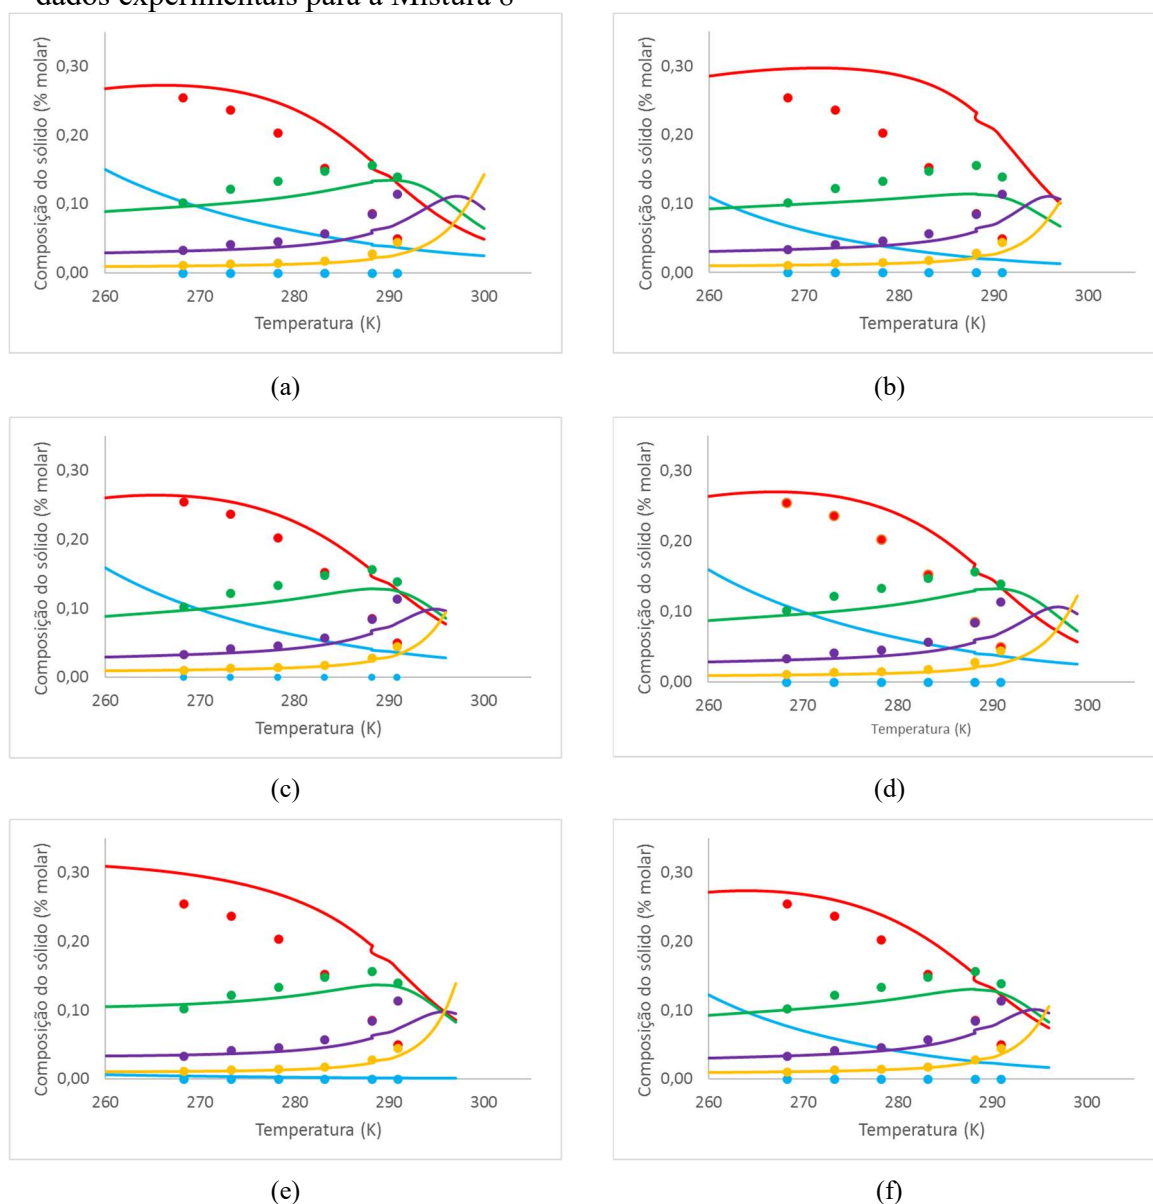 dados experimentais para a Mistura 8
Composição do sólido (% molar)
0,30
0,20
0,10
0,00
260 270 280 290 300
Temperatura (K)
(a)
Composição do sólido (% molar)
0,30
0,20
0,10
0,00
260 270 280 290 300
Temperatura (K)
(b)
Composição do sólido (% molar)
0,30
0,20
0,10
0,00
260 270 280 290 300
Temperatura (K)
(c)
Composição do sólido (% molar)
0,30
0,20
0,10
0,00
260 270 280 290 300
Temperatura (K)
(d)
Composição do sólido (% molar)
0,30
0,20
0,10
0,00
260 270 280 290 300
Temperatura (K)
(e)
Composição do sólido (% molar)
0,30
0,20
0,10
0,00
260 270 280 290 300
Temperatura (K)
(f)